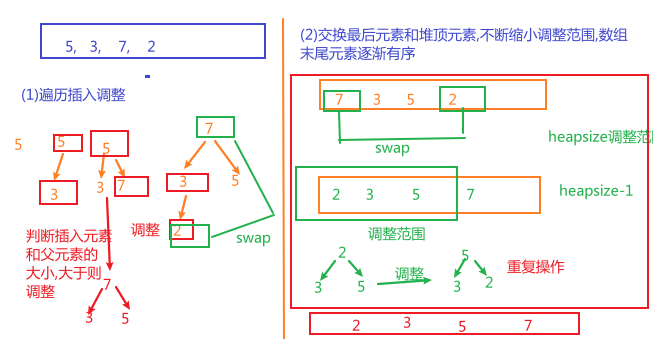 5, 3, 7, 2
(1)遍历插入调整
5
5
3
5
3
7
判断插入元素
和父元素的
大小,大于则
调整
7
3
5
7
3
5
2
调整
swap
(2)交换最后元素和堆顶元素,不断缩小调整范围,数组
末尾元素逐渐有序
7 3 5 2
swap
heapsize调整范
2 3 5 7
heapsize-1
调整范围
2
3
5
调整
5
3
2
重复操作
2 3 5 7